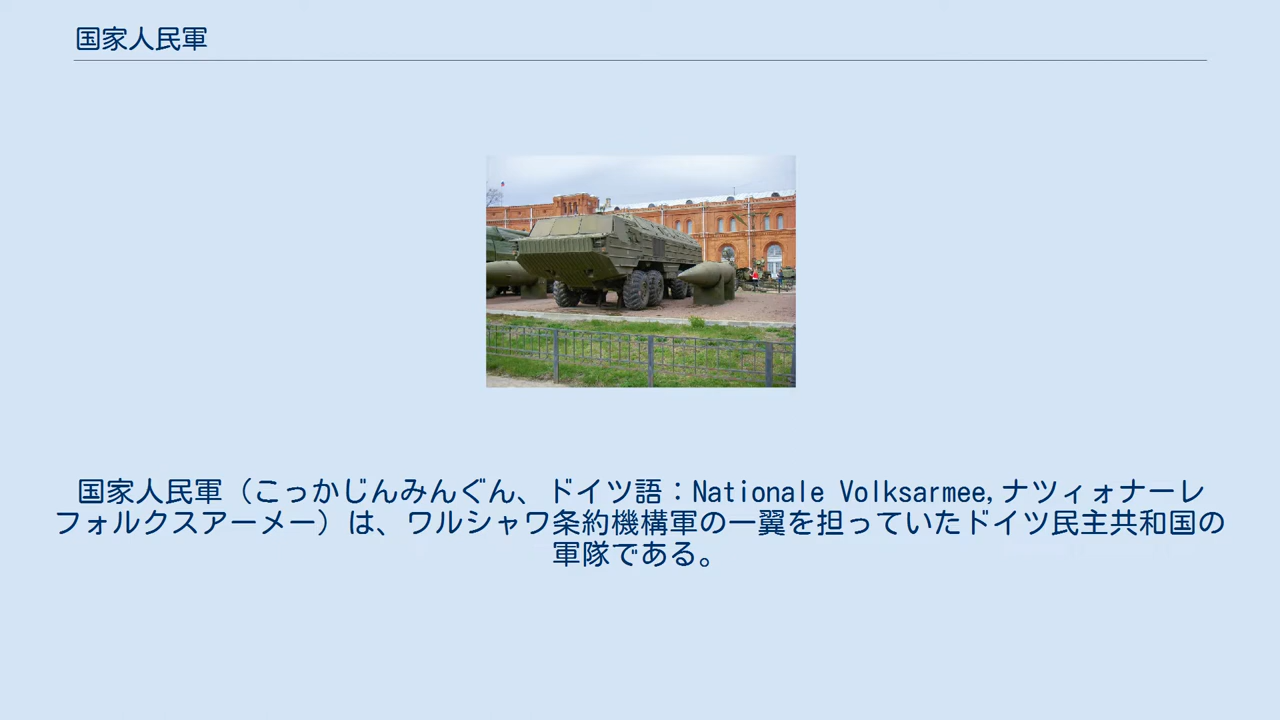 国家人民軍
国家人民軍（こっかじんみんぐん、ドイツ語：Nationale Volksarmee,ナツィォナーレ
フォルクスアーメー）は、ワルシャワ条約機構軍の一翼を担っていたドイツ民主共和国の
軍隊である。